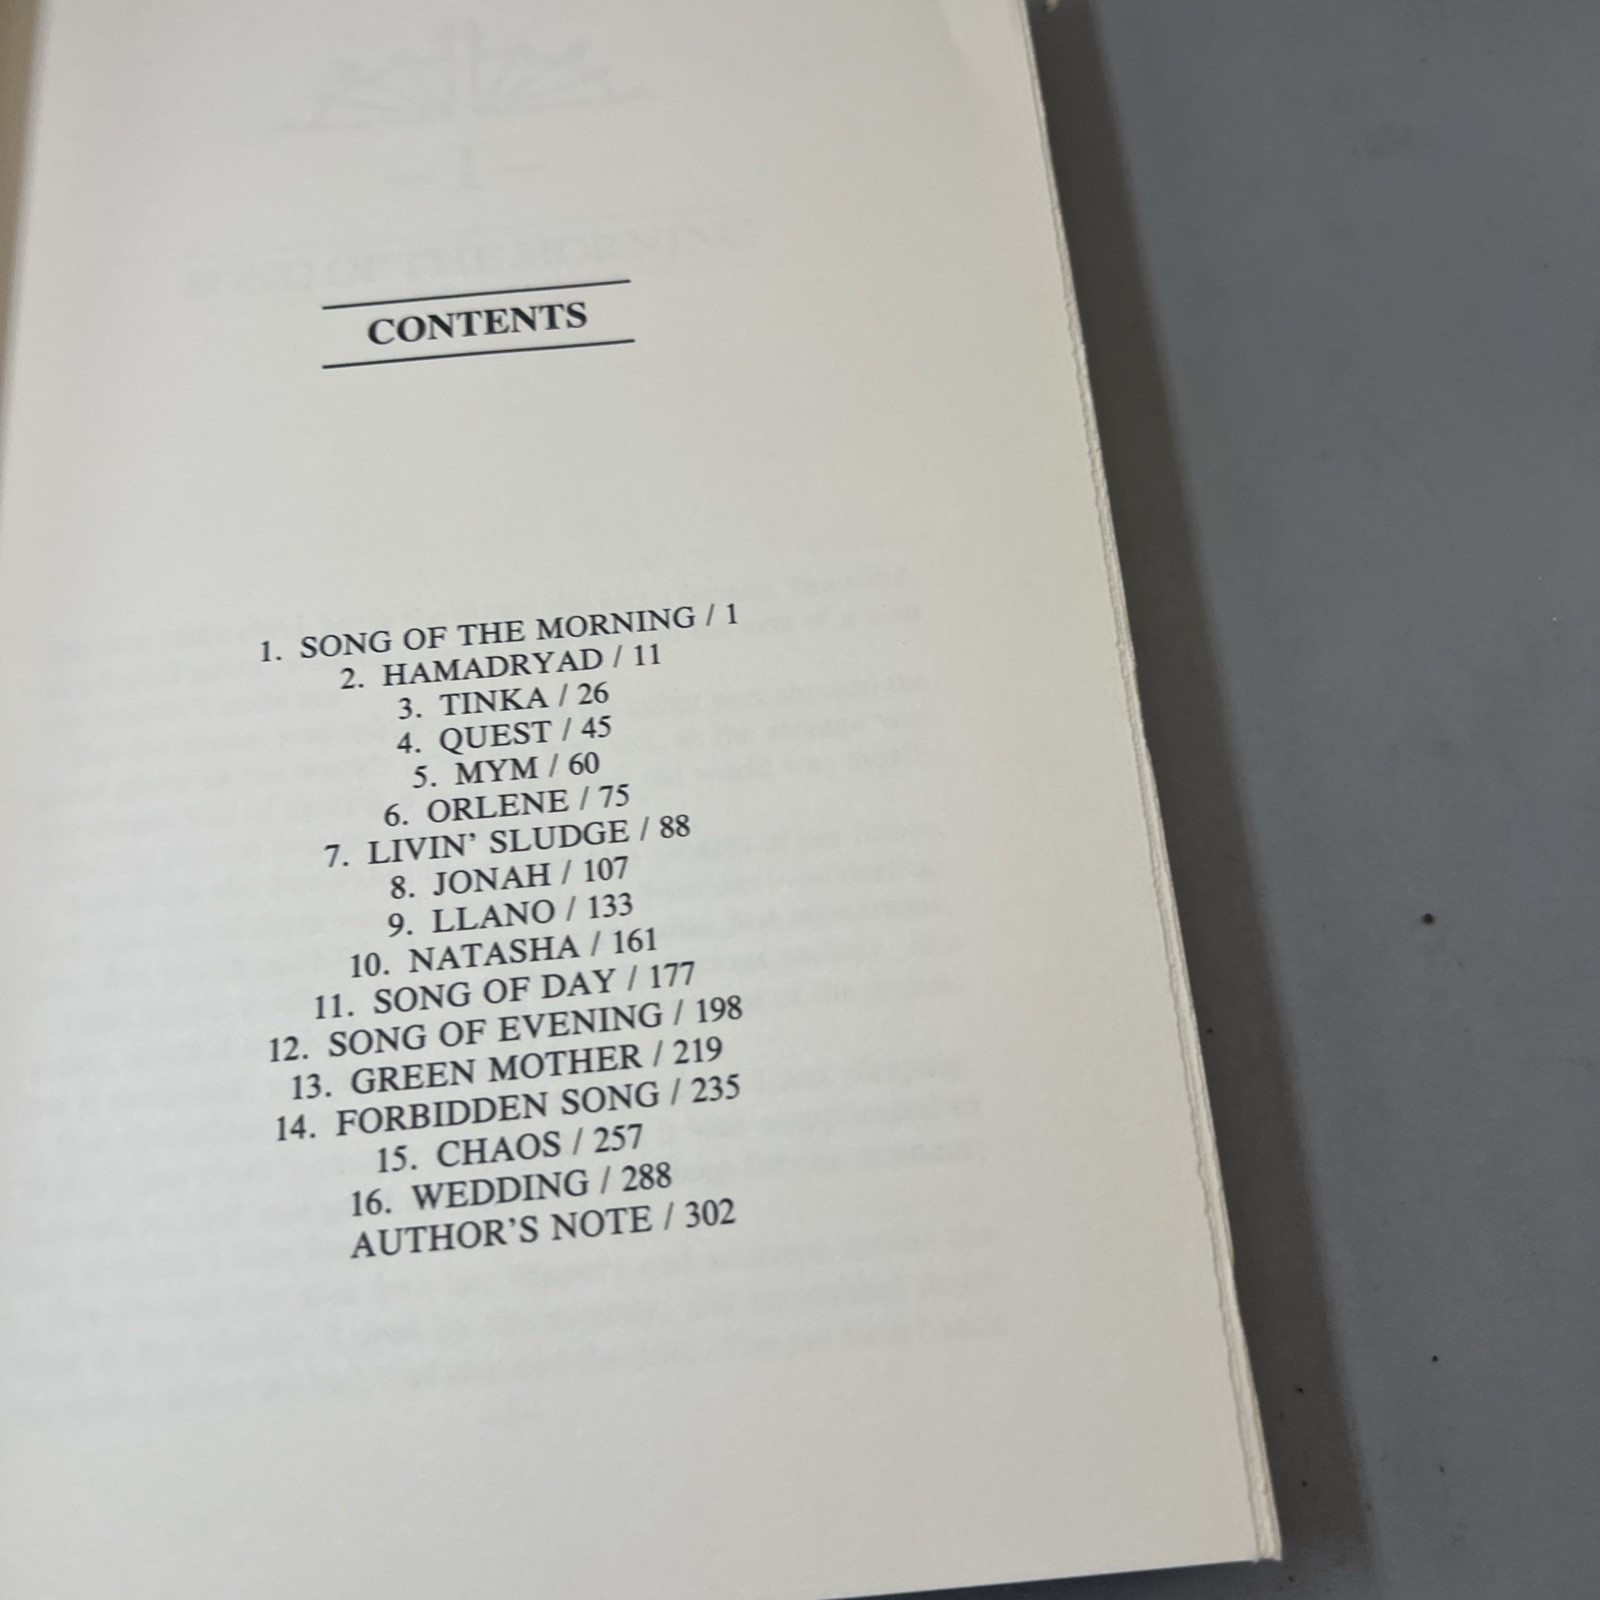 CONTENTS
1. SONG OF THE MORNING / 1
2. HAMADRYAD / 11
3. TINKA / 26
4. QUEST / 45
5. MYM / 60
6. ORLENE / 75
7. LIVIN' SLUDGE / 88
8. JONAH / 107
9. LLANO / 133
10. NATASHA / 161
11. SONG OF DAY / 177
12. SONG OF EVENING / 198
13. GREEN MOTHER / 219
14. FORBIDDEN SONG / 235
15. CHAOS / 257
16. WEDDING / 288
AUTHOR'S NOTE / 302